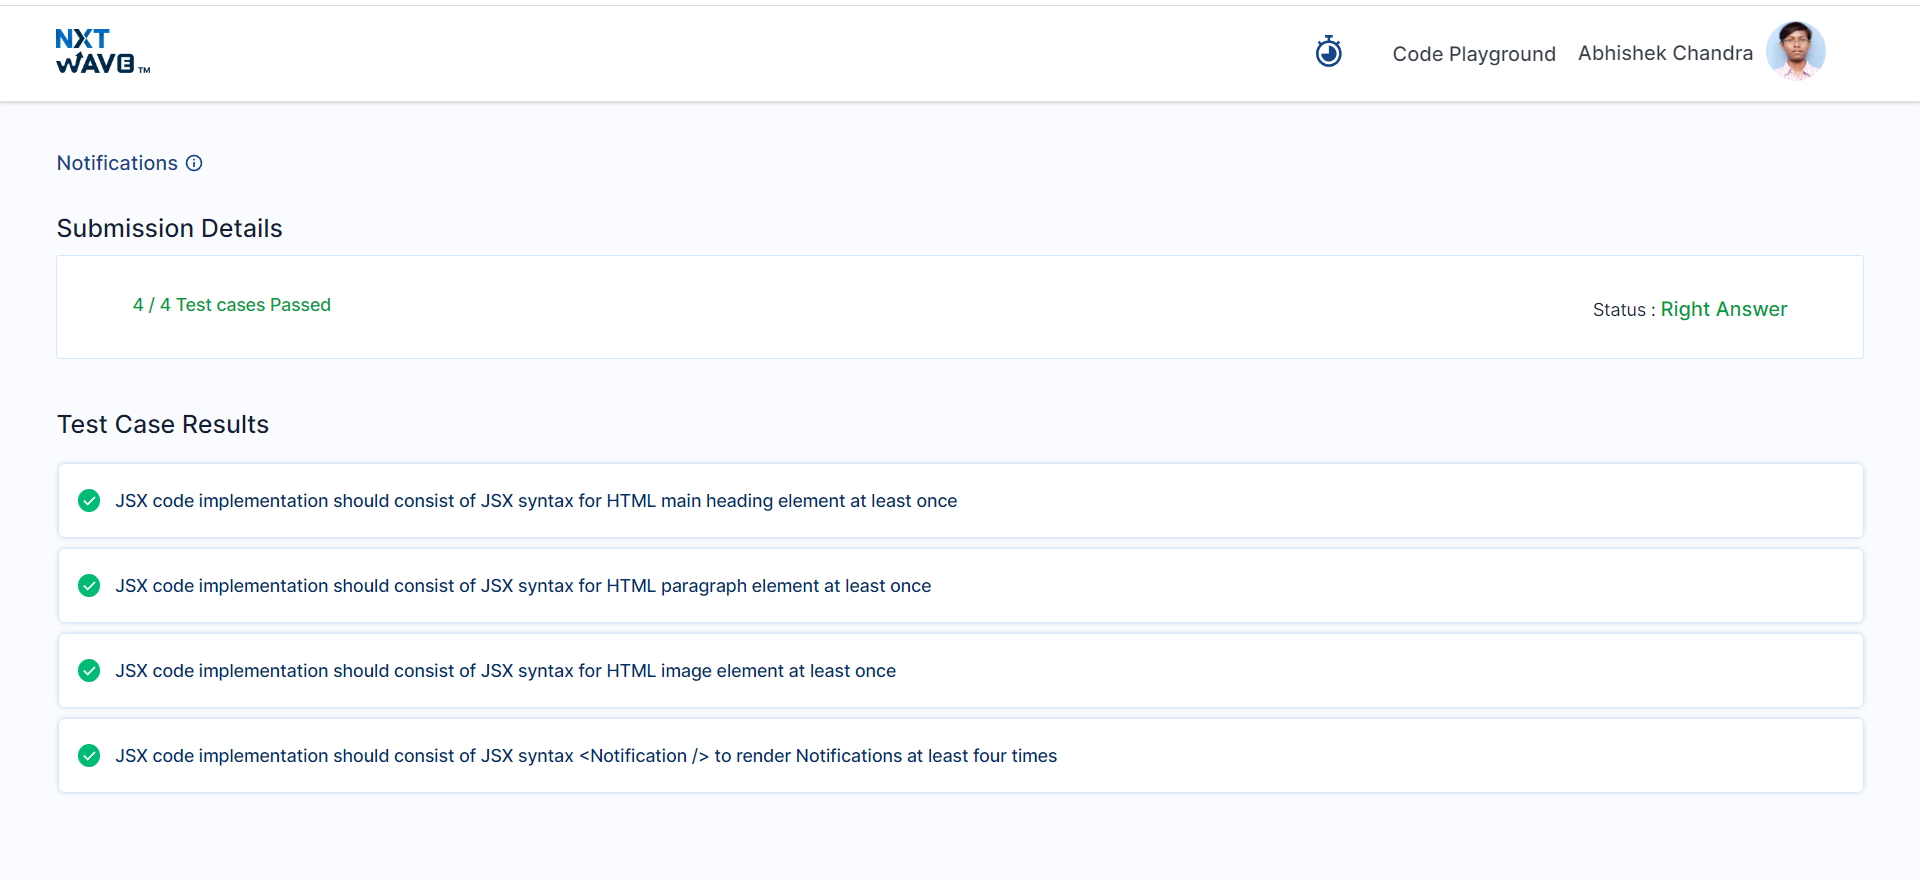 NXT
WAVE TM
Code Playground Abhishek Chandra
Notifications
Submission Details
4 / 4 Test cases Passed
Status : Right Answer
Test Case Results
JSX code implementation should consist of JSX syntax for HTML main heading element at least once
JSX code implementation should consist of JSX syntax for HTML paragraph element at least once
JSX code implementation should consist of JSX syntax for HTML image element at least once
JSX code implementation should consist of JSX syntax <Notification /> to render Notifications at least four times